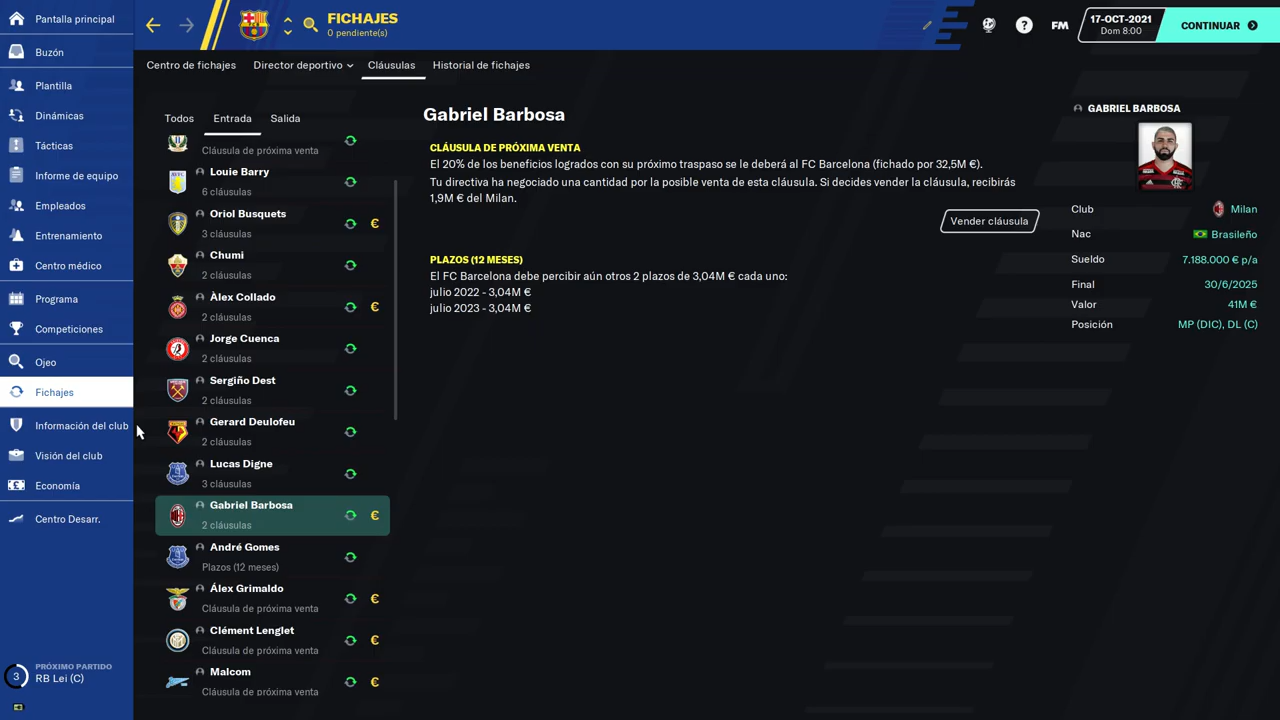 Pantalla principal
Buzón
Plantilla
Dinámicas
Tácticas
Informe de equipo
Empleados
Entrenamiento
Centro médico
Programa
Competiciones
Ojeo
Fichajes
Información del club
Visión del club
Economía
Centro Desarr.
3
PRÓXIMO PARTIDO
RB Lei (C)
FICHAJES
0 pendiente(s)
?
FM
17-OCT-2021
Dom 8:00
CONTINUAR
Centro de fichajes
Director deportivo
Cláusulas
Historial de fichajes
Todos
Entrada
Salida
Cláusula de próxima venta
Louie Barry
6 cláusulas
Oriol Busquets
3 cláusulas
€
Chumi
2 cláusulas
Àlex Collado
2 cláusulas
€
Jorge Cuenca
2 cláusulas
Sergiño Dest
2 cláusulas
Gerard Deulofeu
2 cláusulas
Lucas Digne
3 cláusulas
Gabriel Barbosa
2 cláusulas
€
André Gomes
Plazos (12 meses)
Álex Grimaldo
Cláusula de próxima venta
€
Clément Lenglet
Cláusula de próxima venta
€
Malcom
Cláusula de próxima venta
€
Gabriel Barbosa
CLÁUSULA DE PRÓXIMA VENTA
El 20% de los beneficios logrados con su próximo traspaso se le deberá al FC Barcelona (fichado por 32,5M €).
Tu directiva ha negociado una cantidad por la posible venta de esta cláusula. Si decides vender la cláusula, recibirás
1,9M € del Milan.
Vender cláusula
PLAZOS (12 MESES)
El FC Barcelona debe percibir aún otros 2 plazos de 3,04M € cada uno:
julio 2022 - 3,04M €
julio 2023 - 3,04M €
GABRIEL BARBOSA
Club Milan
Nac Brasileño
Sueldo 7.188.000 € p/a
Final 30/6/2025
Valor 41M €
Posición MP (DIC), DL (C)